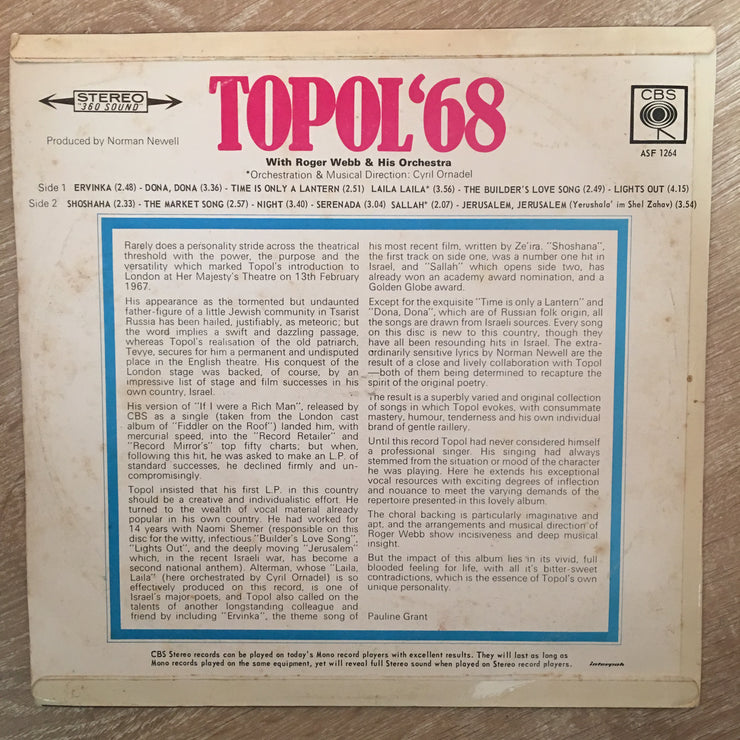 STEREO
"360 SOUND"
TOPOL '68
CBS
ASF 1264
Produced by Norman Newell
With Roger Webb & His Orchestra
*Orchestration & Musical Direction: Cyril Ornadel
Side 1 ERVINKA (2.48) - DONA, DONA (3.36) - TIME IS ONLY A LANTERN (2.51) LAILA LAILA* (3.56) - THE BUILDER'S LOVE SONG (2.49) - LIGHTS OUT (4.15)
Side 2 SHOSHAHA (2.33) - THE MARKET SONG (2.57) - NIGHT (3.40) - SERENADA (3.04) SALLAH* (2.07) - JERUSALEM, JERUSALEM (Yerushala' im Shel Zahav) (3.54)
Rarely does a personality stride across the theatrical
threshold with the power, the purpose and the
versatility which marked Topol's introduction to
London at Her Majesty's Theatre on 13th February
1967.
His appearance as the tormented but undaunted
father-figure of a little Jewish community in Tsarist
Russia has been hailed, justifiably, as meteoric; but
the word implies a swift and dazzling passage,
whereas Topol's realisation of the old patriarch,
Tevye, secures for him a permanent and undisputed
place in the English theatre. His conquest of the
London stage was backed, of course, by an
impressive list of stage and film successes in his
own country, Israel.
His version of "If I were a Rich Man", released by
CBS as a single (taken from the London cast
album of "Fiddler on the Roof") landed him, with
mercurial speed, into the "Record Retailer" and
"Record Mirror's" top fifty charts; but when,
following this hit, he was asked to make an L.P. of
standard successes, he declined firmly and un-
compromisingly.
Topol insisted that his first L.P. in this country
should be a creative and individualistic effort. He
turned to the wealth of vocal material already
popular in his own country. He had worked for
14 years with Naomi Shemer (responsible on this
disc for the witty, infectious "Builder's Love Song",
"Lights Out", and the deeply moving "Jerusalem"
which, in the recent Israeli war, has become a
second national anthem). Alterman, whose "Laila,
Laila" (here orchestrated by Cyril Ornadel) is so
effectively produced on this record, is one of
Israel's major poets, and Topol also called on the
talents of another longstanding colleague and
friend by including "Ervinka", the theme song of
his most recent film, written by Ze'ira. "Shoshana",
the first track on side one, was a number one hit in
Israel, and "Sallah" which opens side two, has
already won an academy award nomination, and a
Golden Globe award.
Except for the exquisite "Time is only a Lantern" and
"Dona, Dona", which are of Russian folk origin, all
the songs are drawn from Israeli sources. Every song
on this disc is new to this country, though they
have all been resounding hits in Israel. The extra-
ordinarily sensitive lyrics by Norman Newell are the
result of a close and lively collaboration with Topol
—both of them being determined to recapture the
spirit of the original poetry.
The result is a superbly varied and original collection
of songs in which Topol evokes, with consummate
mastery, humour, tenderness and his own individual
brand of gentle raillery.
Until this record Topol had never considered himself
a professional singer. His singing had always
stemmed from the situation or mood of the character
he was playing. Here he extends his exceptional
vocal resources with exciting degrees of inflection
and nouance to meet the varying demands of the
repertoire presented in this lovely album.
The choral backing is particularly imaginative and
apt, and the arrangements and musical direction of
Roger Webb show incisiveness and deep musical
insight.
But the impact of this album lies in its vivid, full
blooded feeling for life, with all it's bitter-sweet
contradictions, which is the essence of Topol's own
unique personality.
Pauline Grant
CBS Stereo records can be played on today's Mono record players with excellent results. They will last as long as
Mono records played on the same equipment, yet will reveal full Stereo sound when played on Stereo record players.
interpak